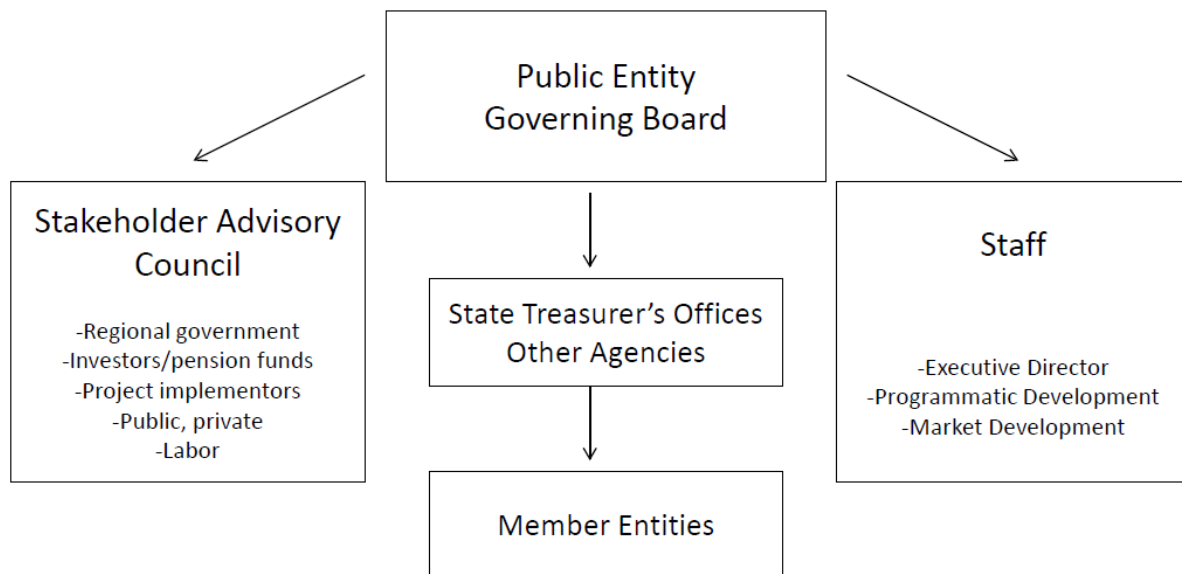 Public Entity
Governing Board
Stakeholder Advisory
Council
-Regional government
-Investors/pension funds
-Project implementors
-Public, private
-Labor
State Treasurer’s Offices
Other Agencies
Staff
-Executive Director
-Programmatic Development
-Market Development
Member Entities